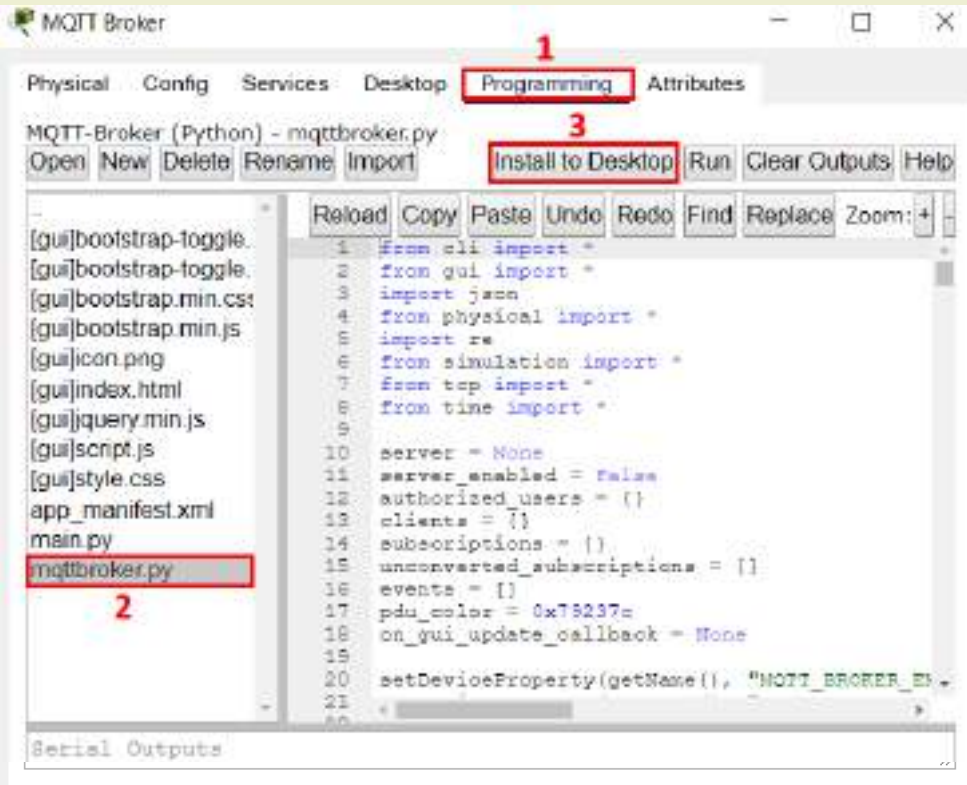 MQTT Broker
1
Physical Config Services Desktop Programming Attributes
MQTT-Broker (Python) - mqttbroker.py
3
Open New Delete Rename Import Install to Desktop Run Clear Outputs Help
Reload Copy Paste Undo Redo Find Replace Zoom: + -
..
[gui]bootstrap-toggle.
[gui]bootstrap-toggle.
[gui]bootstrap.min.css
[gui]bootstrap.min.js
[gui]icon.png
[gui]index.html
[gui]jquery.min.js
[gui]script.js
[gui]style.css
app_manifest.xml
main.py
mqttbroker.py
2
1 from cli import *
2 from gui import *
3 import json
4 from physical import *
5 import re
6 from simulation import *
7 from tcp import *
8 from time import *
9
10 server = None
11 server_enabled = False
12 authorized_users = {}
13 clients = {}
14 subscriptions = {}
15 unconverted_subscriptions = []
16 events = []
17 pdu_color = 0x79237c
18 on_gui_update_callback = None
19
20 setDeviceProperty(getName(), "MQTT_BROKER_EN
21
Serial Outputs